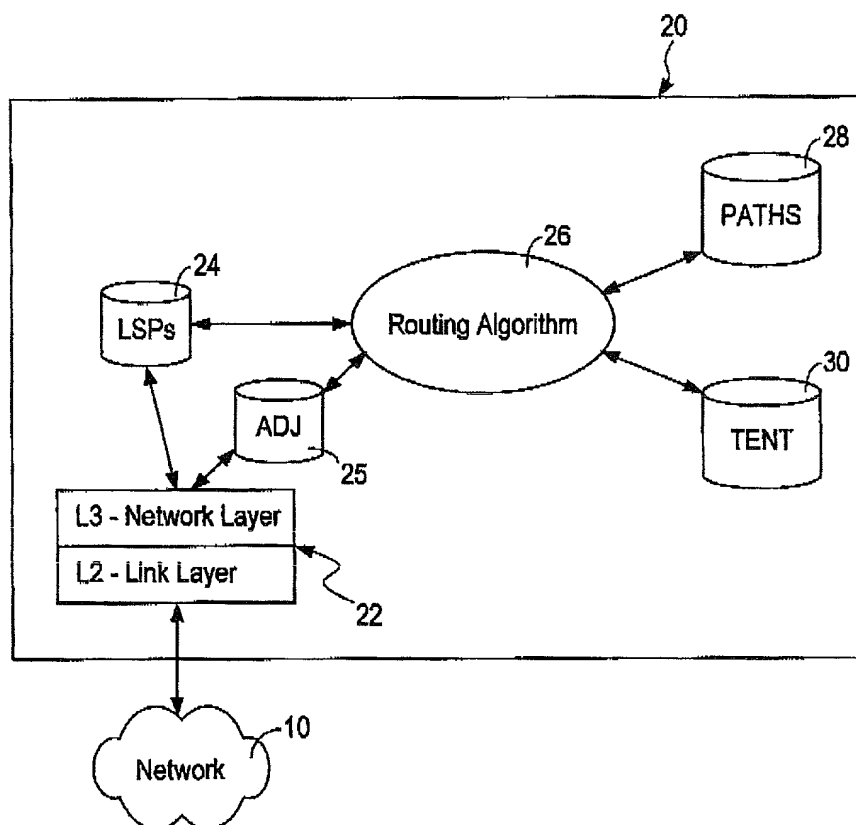 20
28
PATHS
26
24
LSPs
Routing Algorithm
30
ADJ
TENT
25
L3 - Network Layer
L2 - Link Layer
22
10
Network